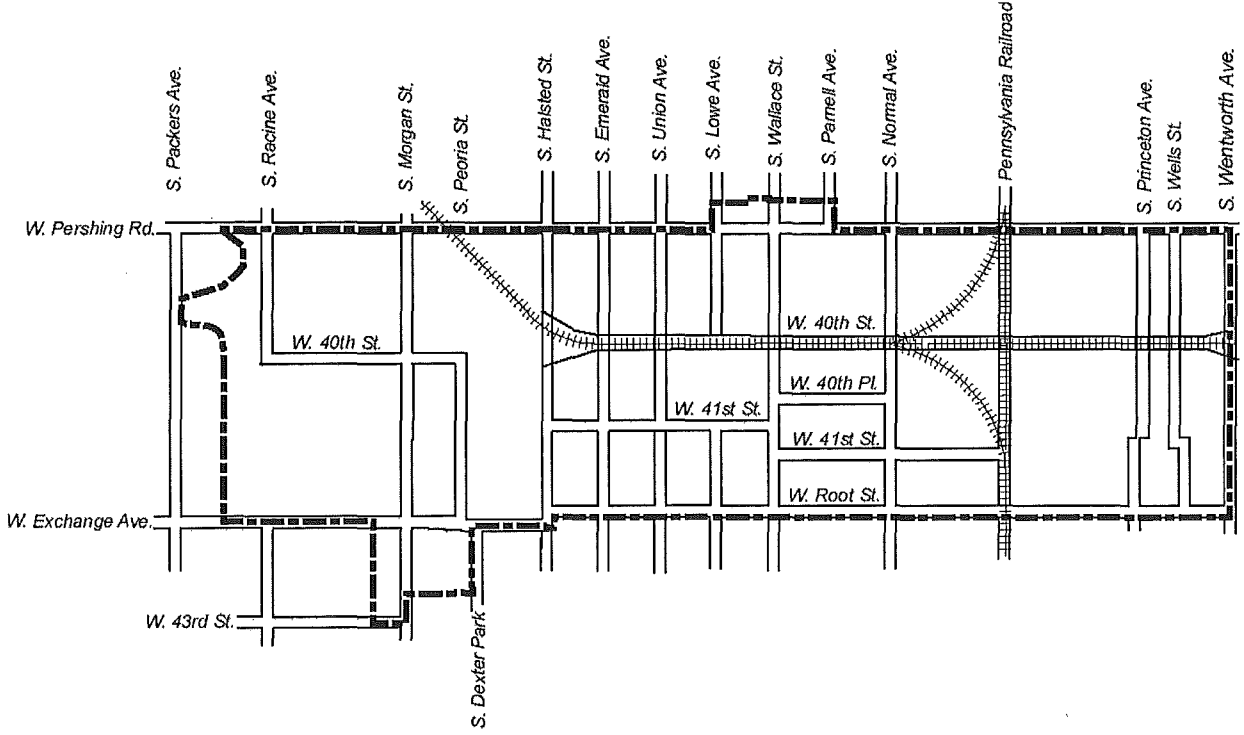 S. Packers Ave.
S. Racine Ave.
S. Morgan St.
S. Peoria St.
S. Halsted St.
S. Emerald Ave.
S. Union Ave.
S. Lowe Ave.
S. Wallace St.
S. Parnell Ave.
S. Normal Ave.
Pennsylvania Railroad
S. Princeton Ave.
S. Wells St.
S. Wentworth Ave.
W. Pershing Rd.
W. 40th St.
W. 40th St.
W. 40th Pl.
W. 41st St.
W. 41st St.
W. Root St.
W. Exchange Ave.
W. 43rd St.
S. Dexter Park